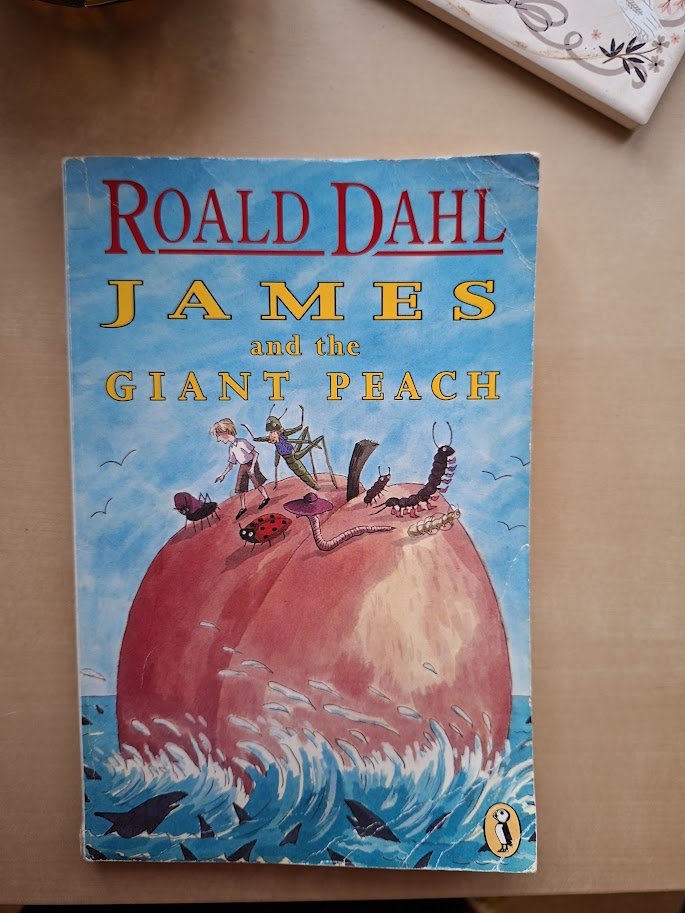 ROALD DAHL
JAMES
and the
GIANT PEACH